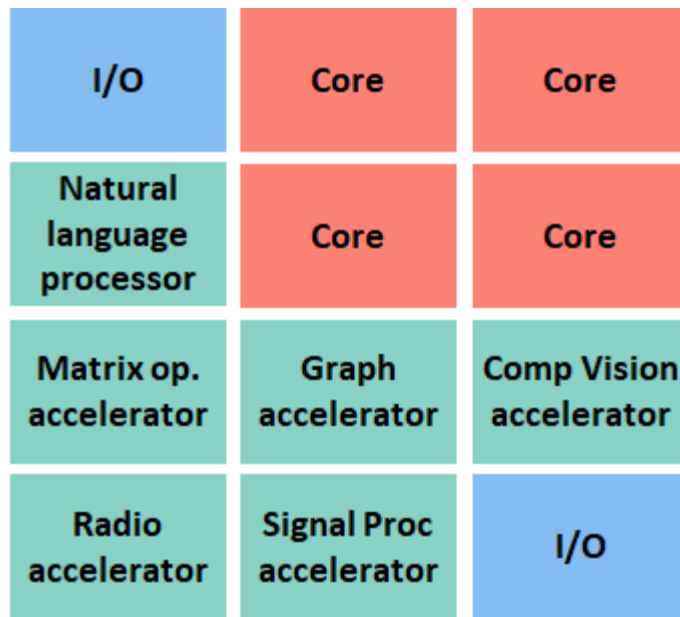 I/O
Core
Core
Natural
language
processor
Core
Core
Matrix op.
accelerator
Graph
accelerator
Comp Vision
accelerator
Radio
accelerator
Signal Proc
accelerator
I/O